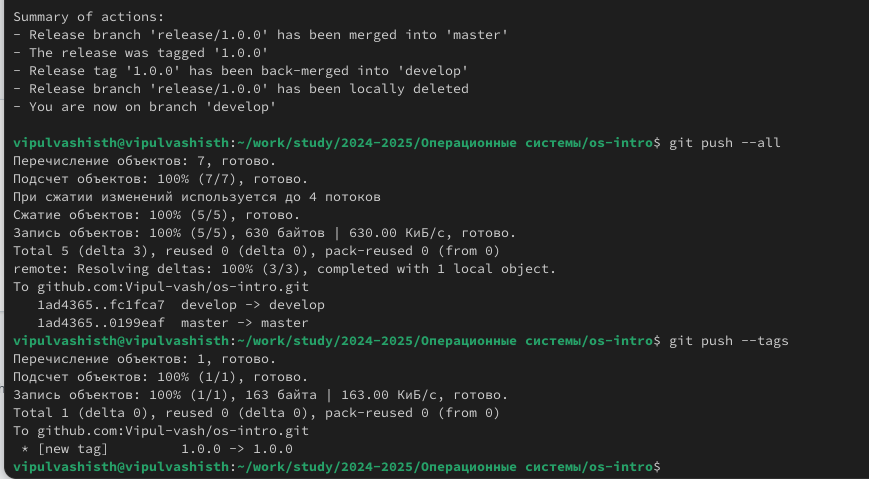 Summary of actions:
- Release branch 'release/1.0.0' has been merged into 'master'
- The release was tagged '1.0.0'
- Release tag '1.0.0' has been back-merged into 'develop'
- Release branch 'release/1.0.0' has been locally deleted
- You are now on branch 'develop'

vipulvashisth@vipulvashisth:~/work/study/2024-2025/Операционные системы/os-intro$ git push --all
Перечисление объектов: 7, готово.
Подсчет объектов: 100% (7/7), готово.
При сжатии изменений используется до 4 потоков
Сжатие объектов: 100% (5/5), готово.
Запись объектов: 100% (5/5), 630 байтов | 630.00 КиБ/с, готово.
Total 5 (delta 3), reused 0 (delta 0), pack-reused 0 (from 0)
remote: Resolving deltas: 100% (3/3), completed with 1 local object.
To github.com:Vipul-vash/os-intro.git
   1ad4365..fc1fca7  develop -> develop
   1ad4365..0199eaf  master -> master
vipulvashisth@vipulvashisth:~/work/study/2024-2025/Операционные системы/os-intro$ git push --tags
Перечисление объектов: 1, готово.
Подсчет объектов: 100% (1/1), готово.
Запись объектов: 100% (1/1), 163 байта | 163.00 КиБ/с, готово.
Total 1 (delta 0), reused 0 (delta 0), pack-reused 0 (from 0)
To github.com:Vipul-vash/os-intro.git
 * [new tag]         1.0.0 -> 1.0.0
vipulvashisth@vipulvashisth:~/work/study/2024-2025/Операционные системы/os-intro$